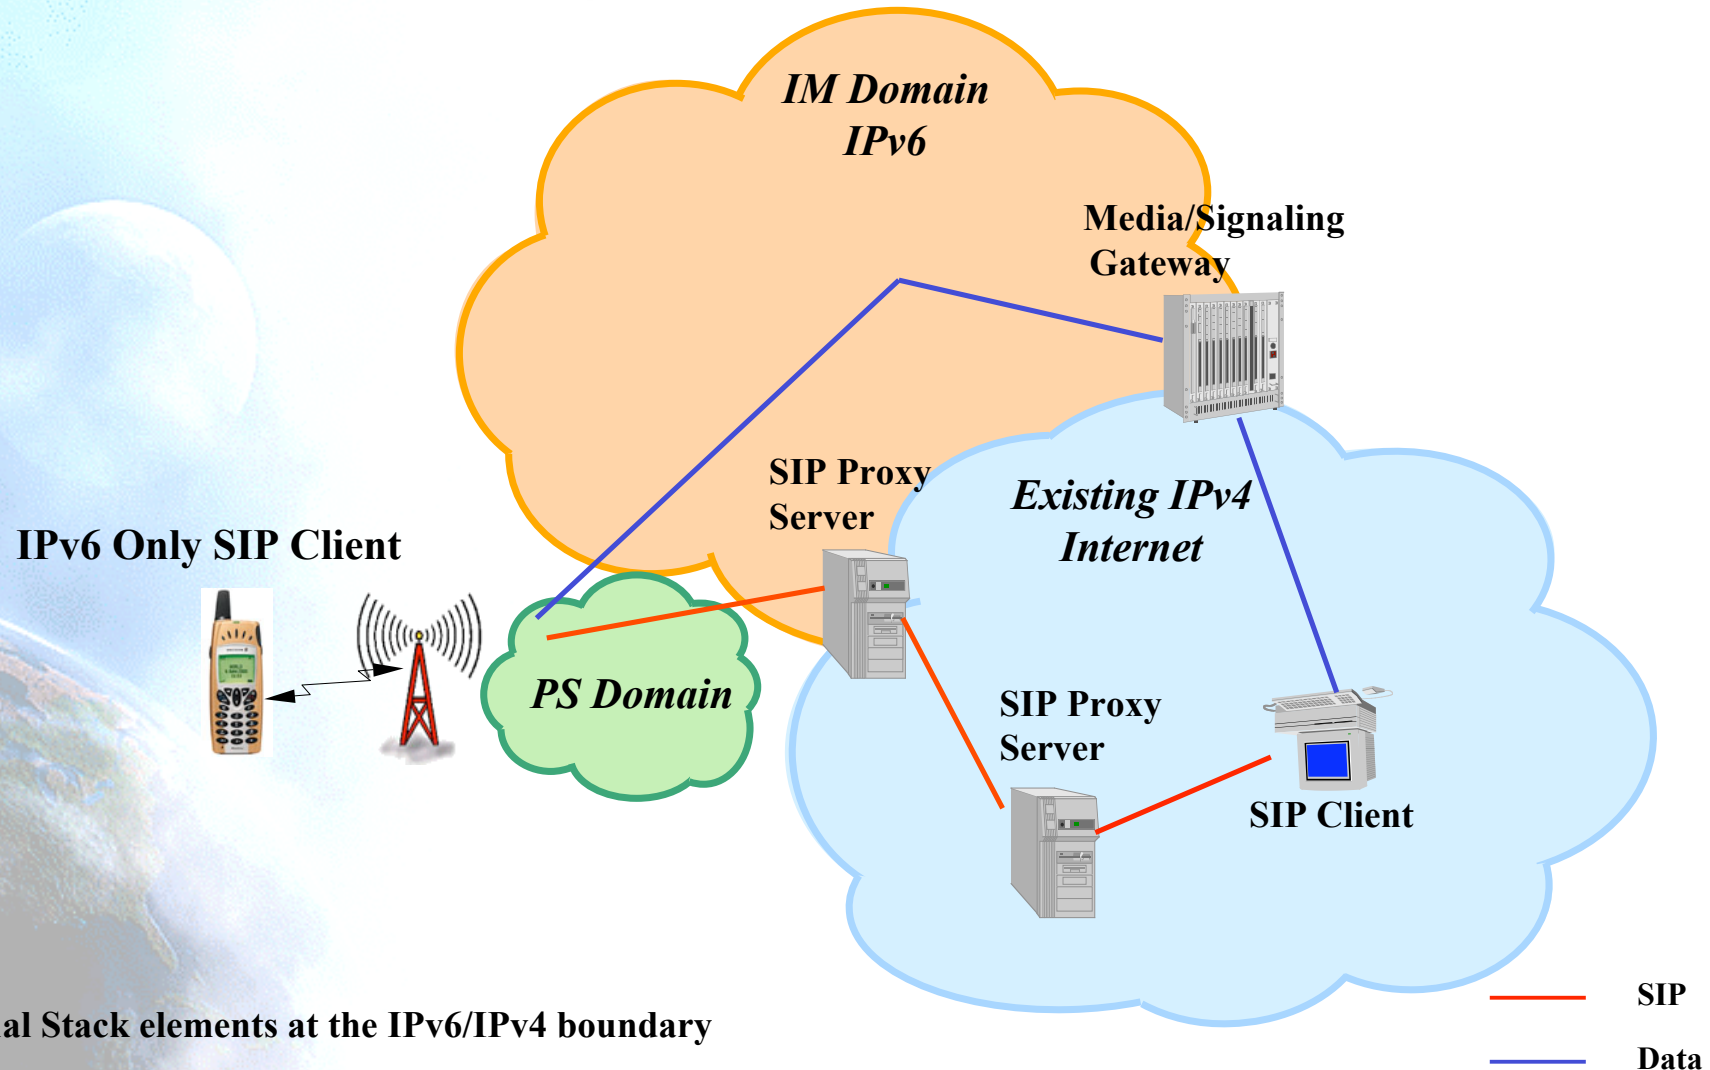 IM Domain
IPv6
Media/Signaling
Gateway
SIP Proxy
Server
Existing IPv4
Internet
IPv6 Only SIP Client
PS Domain
SIP Proxy
Server
SIP Client
SIP
Stack elements at the IPv6/IPv4 boundary
Data